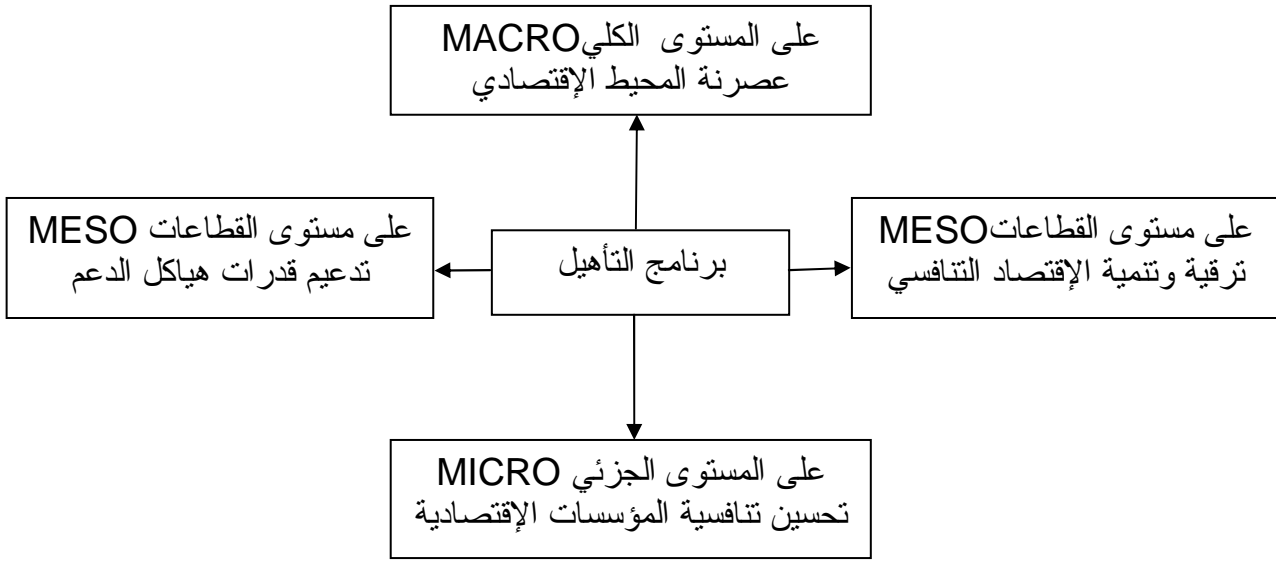 على المستوى الكلي MACRO
عصرنة المحيط الإقتصادي
على مستوى القطاعات MESO
ترقية وتنمية الإقتصاد التنافسي
برنامج التأهيل
على مستوى القطاعات MESO
تدعيم قدرات هياكل الدعم
على المستوى الجزئي MICRO
تحسين تنافسية المؤسسات الإقتصادية